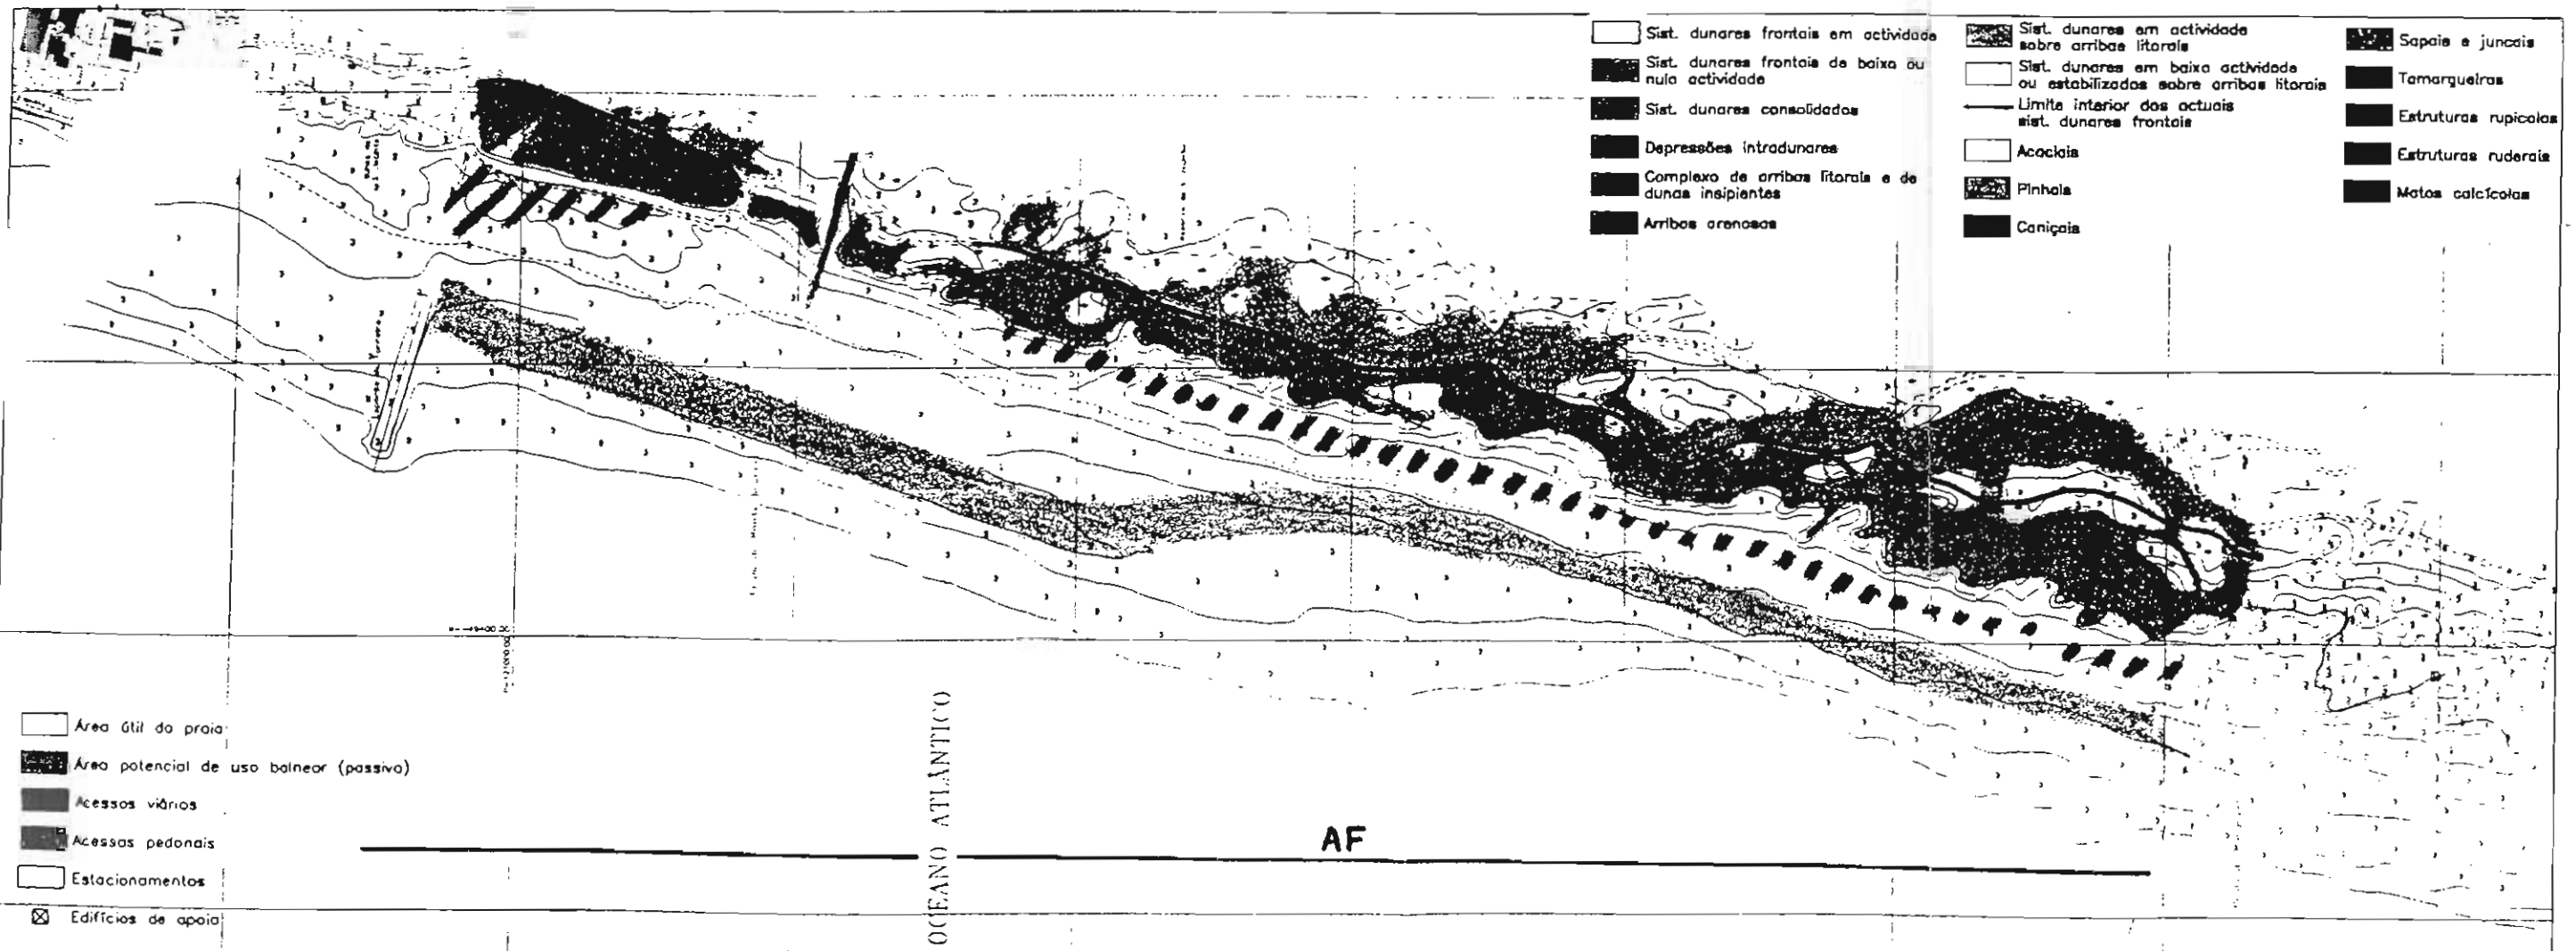 Sist. dunares frontais em actividade
Sist. dunares frontais de baixa ou
nula actividade
Sist. dunares consolidados
Depressões intradunares
Complexo de arribas litorais e de
dunas insipientes
Arribas arenosas
Sist. dunares em actividade
sobre arribas litorais
Sist. dunares em baixa actividade
ou estabilizados sobre arribas litorais
Limite interior dos actuais
sist. dunares frontais
Acaciais
Pinhais
Caniçais
Sapais e juncais
Tamargueiras
Estruturas rupícolas
Estruturas ruderais
Matos calcícolas
Área útil da praia
Área potencial de uso balnear (passivo)
Acessos viários
Acessos pedonais
Estacionamentos
Edifícios de apoio
OCEANO ATLÂNTICO
AF